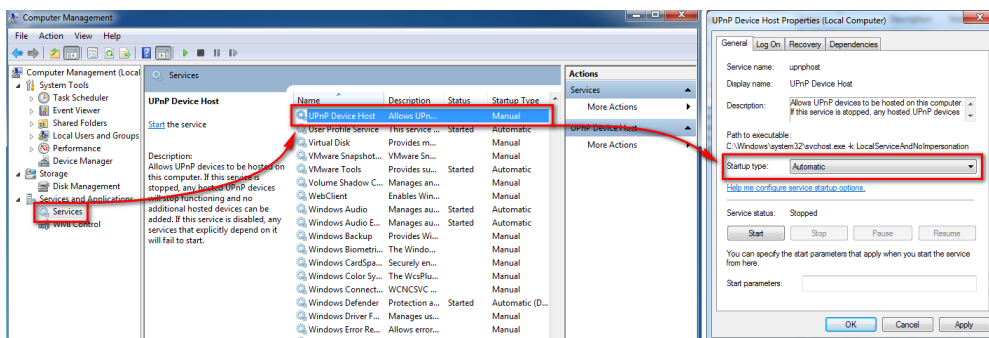 Computer Management
File Action View Help
Computer Management (Local
System Tools
Task Scheduler
Event Viewer
Shared Folders
Local Users and Groups
Performance
Device Manager
Storage
Disk Management
Services and Applications
Services
WMI Control
Services
UPnP Device Host
Start the service
Description:
Allows UPnP devices to be hosted on
this computer. If this service is
stopped, any hosted UPnP devices
will stop functioning and no
additional hosted devices can be
added. If this service is disabled, any
services that explicitly depend on it
will fail to start.
Name Description Status Startup Type
UPnP Device Host Allows UPn... Manual
User Profile Service This service ... Started Automatic
Virtual Disk Provides m... Manual
VMware Snapshot... VMware Sn... Manual
VMware Tools Provides su... Started Automatic
Volume Shadow C... Manages an... Manual
WebClient Enables Win... Manual
Windows Audio Manages au... Started Automatic
Windows Audio E... Manages au... Started Automatic
Windows Backup Provides Wi... Manual
Windows Biometri... The Windo... Manual
Windows CardSpa... Securely en... Manual
Windows Color Sy... The WcsPlu... Manual
Windows Connect... WCNCSVC ... Manual
Windows Defender Protection a... Started Automatic (D...
Windows Driver F... Manages us... Manual
Windows Error Re... Allows error... Manual
Actions
Services
More Actions
UPnP Device Host
More Actions
UPnP Device Host Properties (Local Computer)
General Log On Recovery Dependencies
Service name: upnphost
Display name: UPnP Device Host
Description: Allows UPnP devices to be hosted on this computer.
If this service is stopped, any hosted UPnP devices
Path to executable:
C:\Windows\system32\svchost.exe -k LocalServiceAndNoImpersonation
Startup type: Automatic
Help me configure service startup options.
Service status: Stopped
Start Stop Pause Resume
You can specify the start parameters that apply when you start the service
from here.
Start parameters:
OK Cancel Apply